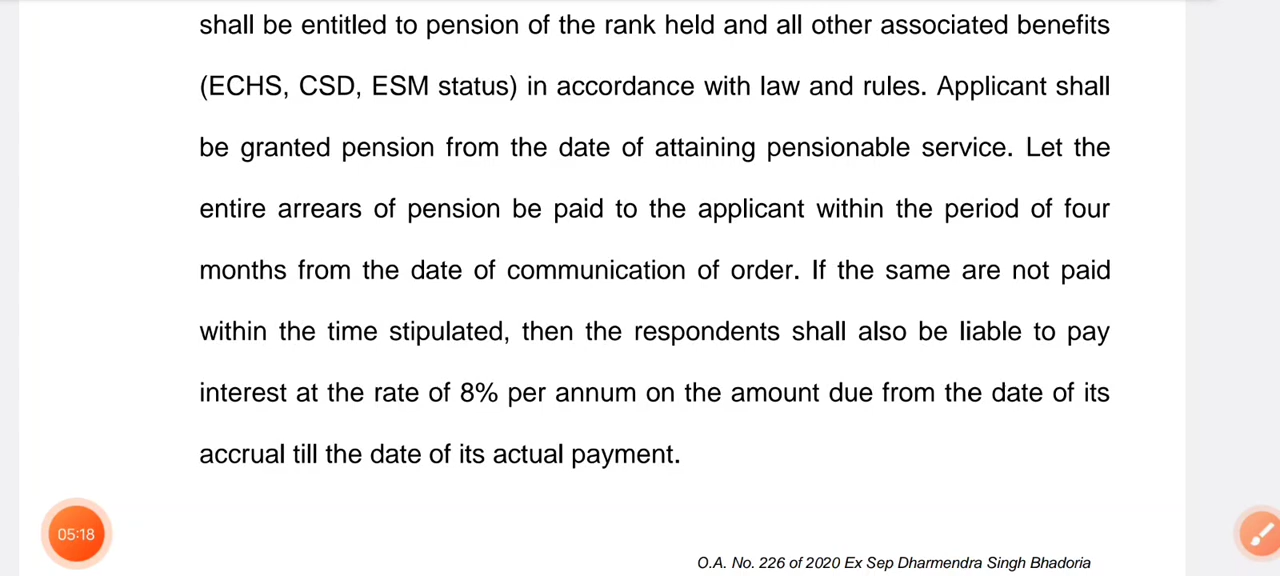 shall be entitled to pension of the rank held and all other associated benefits
(ECHS, CSD, ESM status) in accordance with law and rules. Applicant shall
be granted pension from the date of attaining pensionable service. Let the
entire arrears of pension be paid to the applicant within the period of four
months from the date of communication of order. If the same are not paid
within the time stipulated, then the respondents shall also be liable to pay
interest at the rate of 8% per annum on the amount due from the date of its
accrual till the date of its actual payment.
05:18
O.A. No. 226 of 2020 Ex Sep Dharmendra Singh Bhadoria